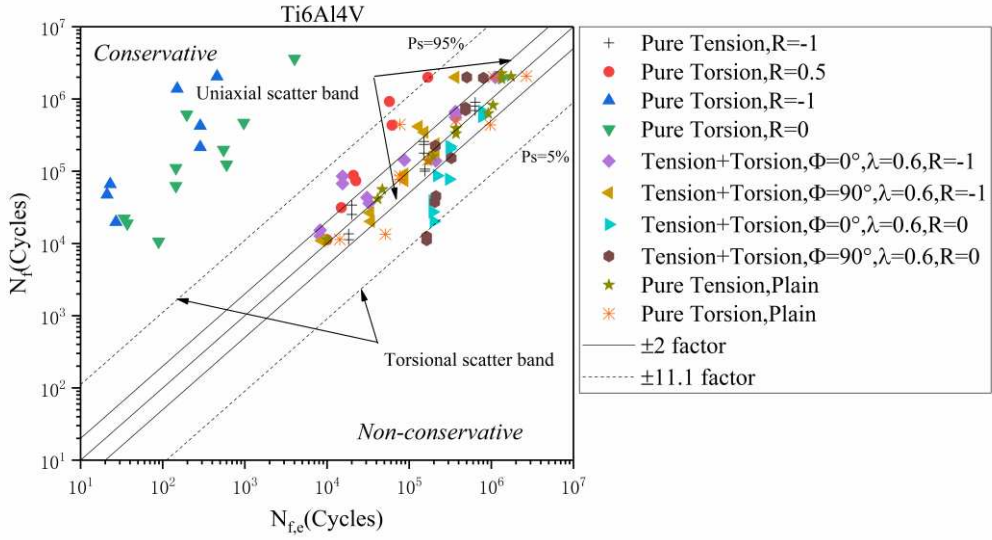 Ti6Al4V
10^7
10^6
10^5
10^4
10^3
10^2
10^1
N_f(Cycles)
Conservative
Ps=95%
Uniaxial scatter band
Ps=5%
Torsional scatter band
Non-conservative
10^1 10^2 10^3 10^4 10^5 10^6 10^7
N_f,e(Cycles)
Pure Tension,R=-1
Pure Torsion,R=0.5
Pure Torsion,R=-1
Pure Torsion,R=0
Tension+Torsion,Φ=0°,λ=0.6,R=-1
Tension+Torsion,Φ=90°,λ=0.6,R=-1
Tension+Torsion,Φ=0°,λ=0.6,R=0
Tension+Torsion,Φ=90°,λ=0.6,R=0
Pure Tension,Plain
Pure Torsion,Plain
±2 factor
±11.1 factor